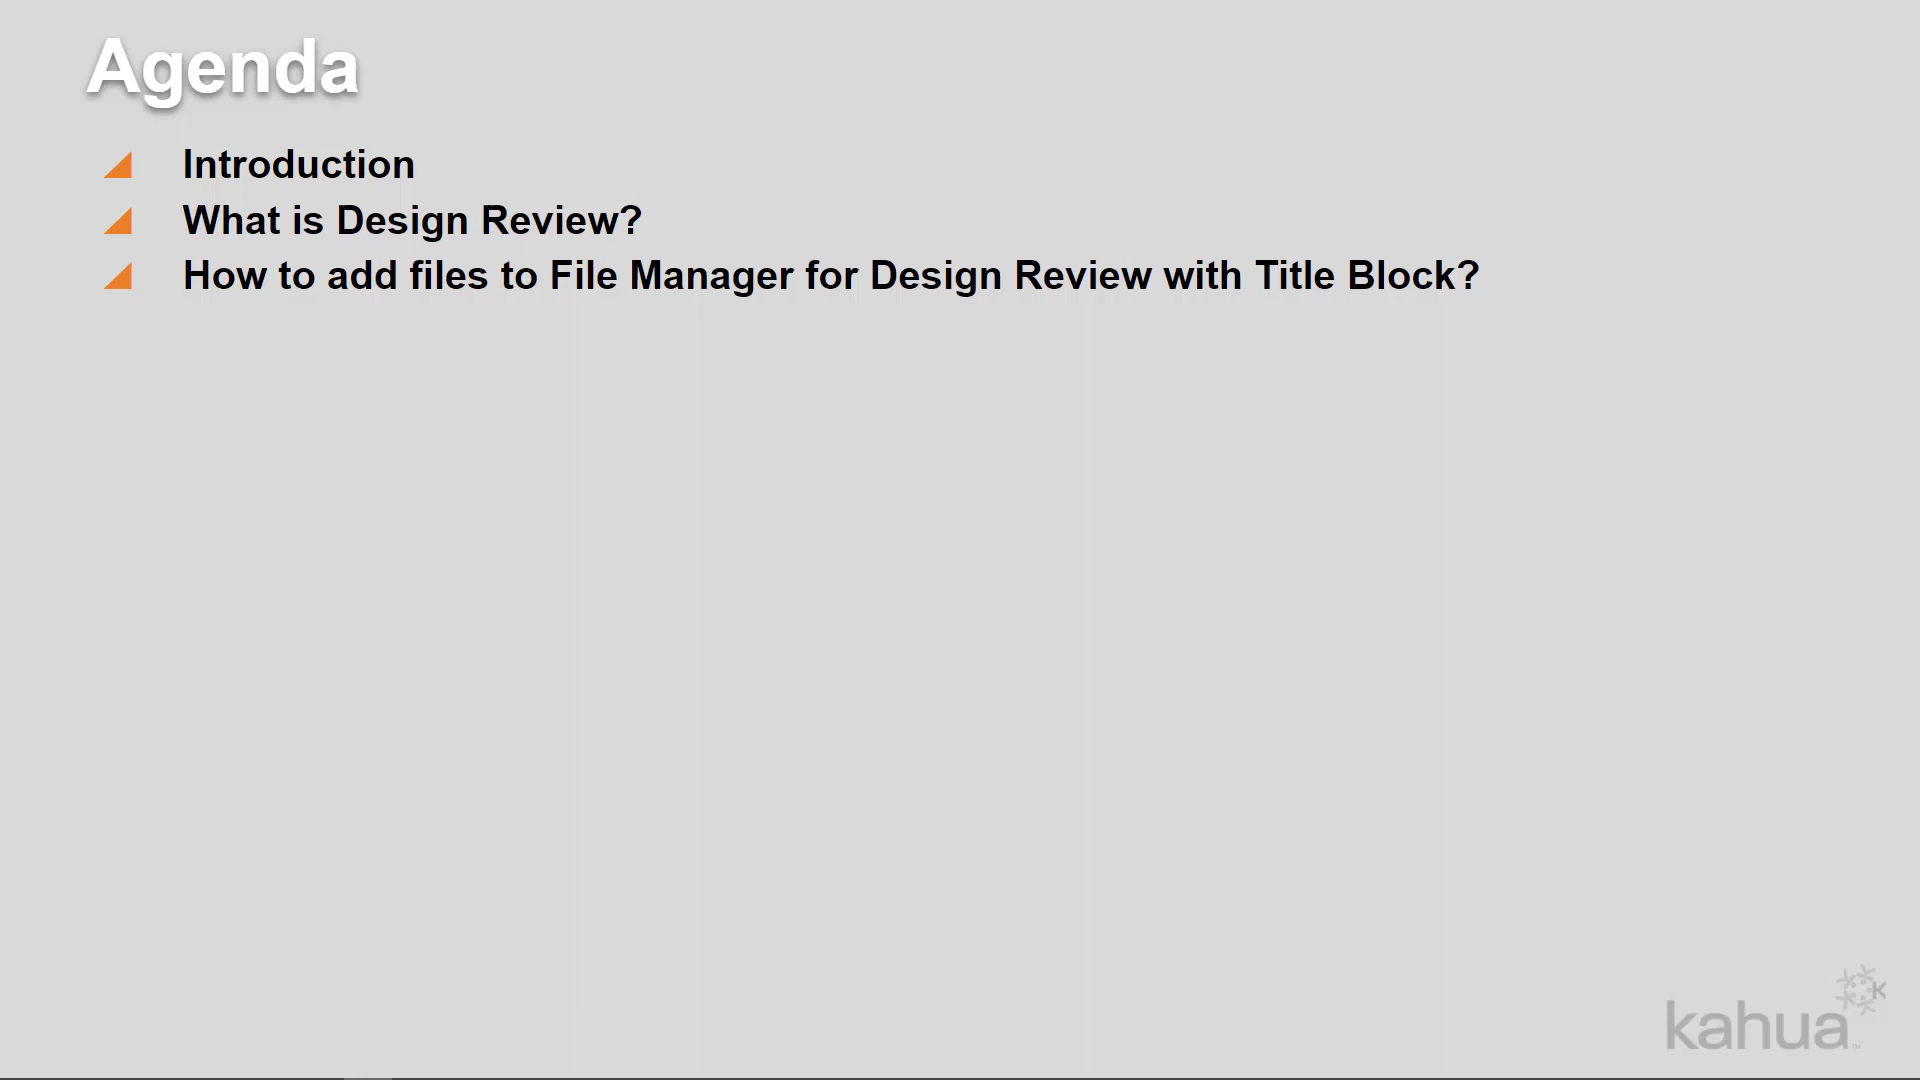 Agenda
Introduction
What is Design Review?
How to add files to File Manager for Design Review with Title Block?
kahua